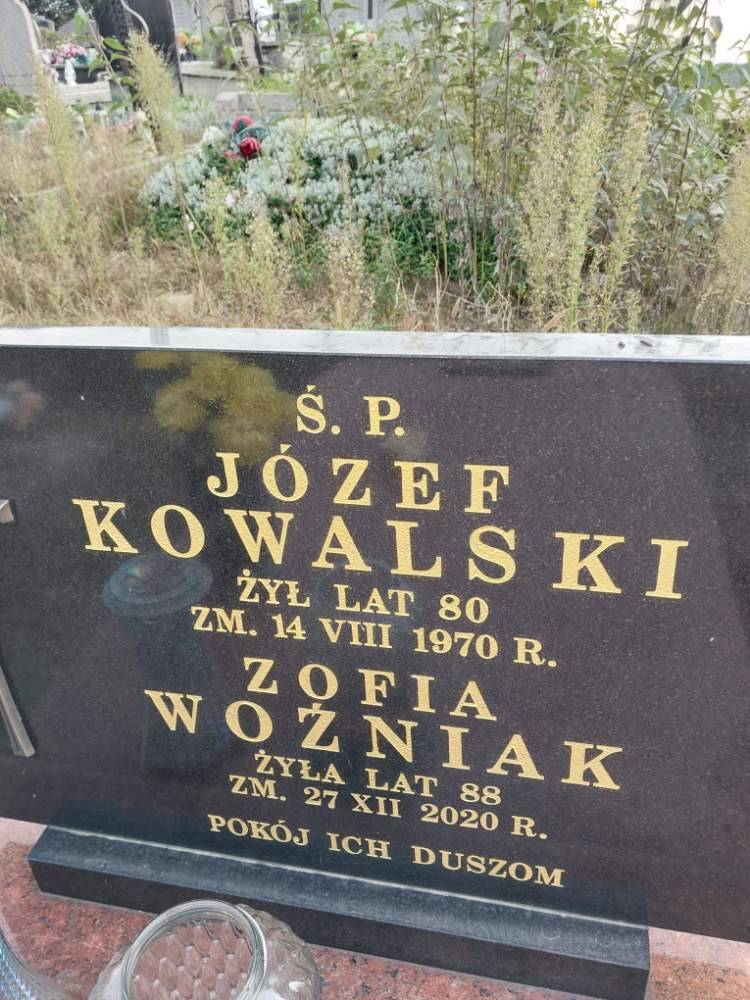 Ś. P.
JÓZEF
KOWALSKI
ŻYŁ LAT 80
ZM. 14 VIII 1970 R.
ZOFIA
WOŹNIAK
ŻYŁA LAT 88
ZM. 27 XII 2020 R.
POKÓJ ICH DUSZOM